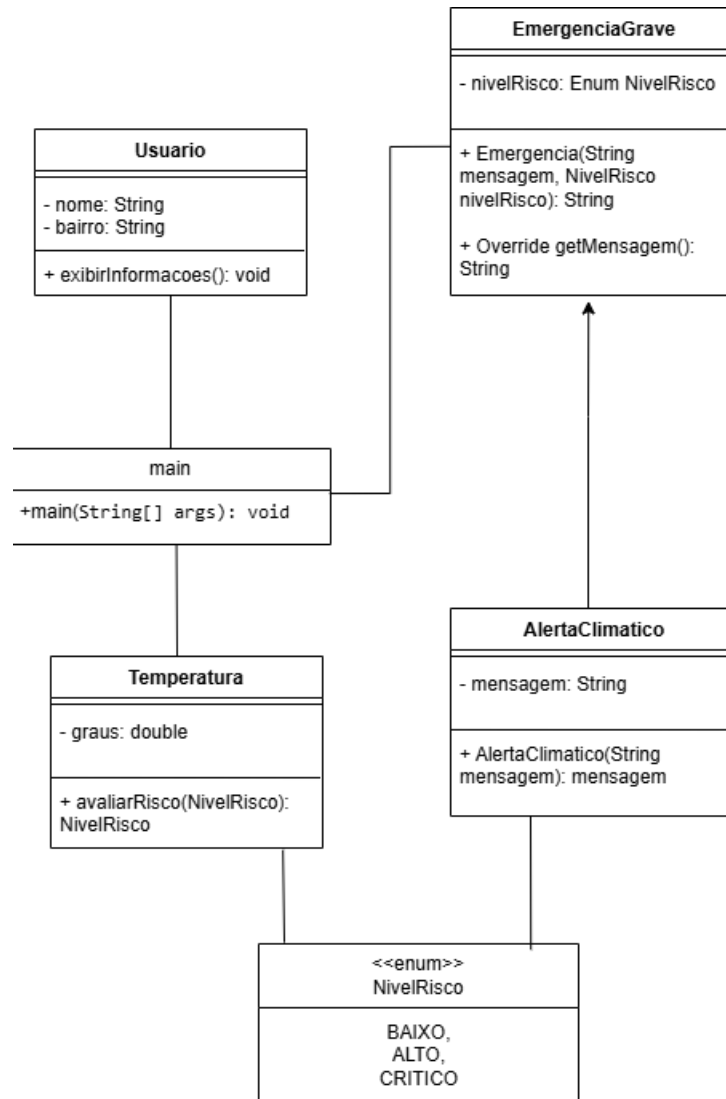 EmergenciaGrave
- nivelRisco: Enum NivelRisco
+ Emergencia(String
mensagem, NivelRisco
nivelRisco): String
+ Override getMensagem():
String
Usuario
- nome: String
- bairro: String
+ exibirInformacoes(): void
main
+main(String[] args): void
Temperatura
- graus: double
+ avaliarRisco(NivelRisco):
NivelRisco
AlertaClimatico
- mensagem: String
+ AlertaClimatico(String
mensagem): mensagem
<<enum>>
NivelRisco
BAIXO,
ALTO,
CRITICO